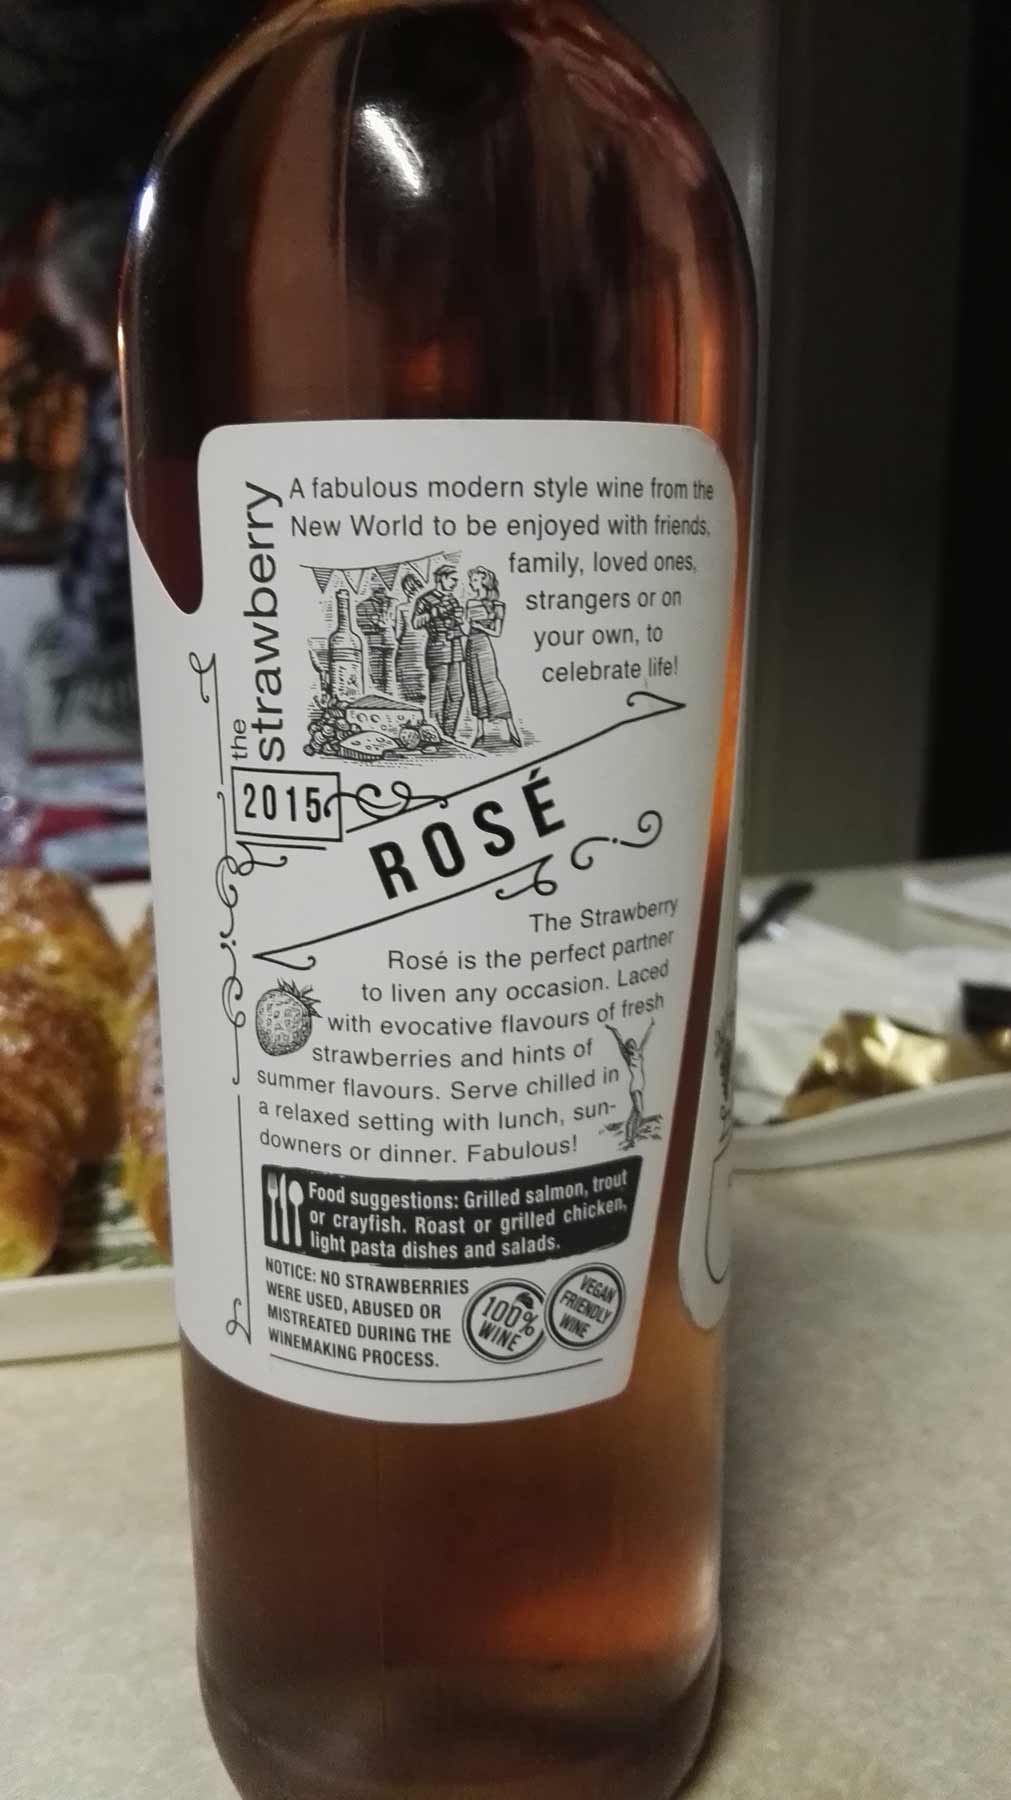 A fabulous modern style wine from the
New World to be enjoyed with friends,
family, loved ones,
strangers or on
your own, to
celebrate life!
the
strawberry
2015
ROSÉ
The Strawberry
Rosé is the perfect partner
to liven any occasion. Laced
with evocative flavours of fresh
strawberries and hints of
summer flavours. Serve chilled in
a relaxed setting with lunch, sun-
downers or dinner. Fabulous!
Food suggestions: Grilled salmon, trout
or crayfish. Roast or grilled chicken,
light pasta dishes and salads.
NOTICE: NO STRAWBERRIES
WERE USED, ABUSED OR
MISTREATED DURING THE
WINEMAKING PROCESS.
100%
WINE
VEGAN
FRIENDLY
WINE